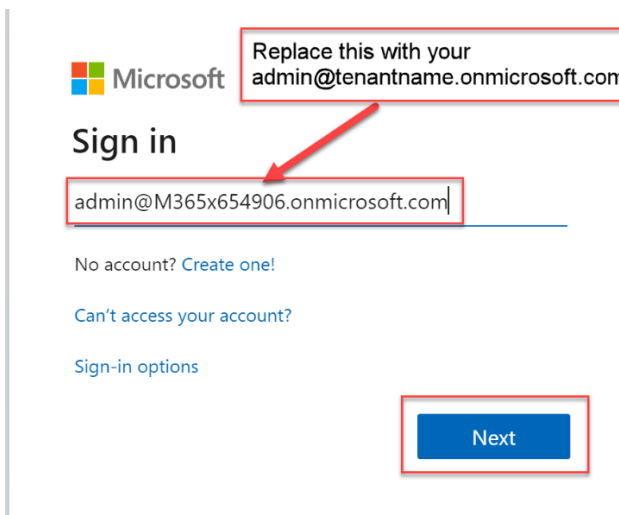 Replace this with your
admin@tenantname.onmicrosoft.com
Microsoft
Sign in
admin@M365x654906.onmicrosoft.com
No account? Create one!
Can't access your account?
Sign-in options
Next